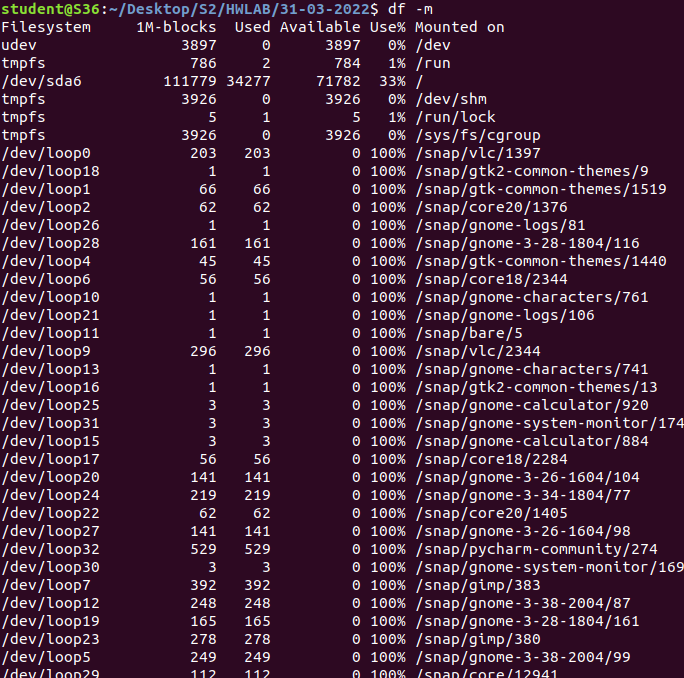 student@S36:~/Desktop/S2/HWLAB/31-03-2022$ df -m
Filesystem     1M-blocks  Used Available Use% Mounted on
udev                3897     0      3897   0% /dev
tmpfs                786     2       784   1% /run
/dev/sda6         111779 34277     71782  33% /
tmpfs               3926     0      3926   0% /dev/shm
tmpfs                  5     1         5   1% /run/lock
tmpfs               3926     0      3926   0% /sys/fs/cgroup
/dev/loop0           203   203         0 100% /snap/vlc/1397
/dev/loop18            1     1         0 100% /snap/gtk2-common-themes/9
/dev/loop1            66    66         0 100% /snap/gtk-common-themes/1519
/dev/loop2            62    62         0 100% /snap/core20/1376
/dev/loop26            1     1         0 100% /snap/gnome-logs/81
/dev/loop28          161   161         0 100% /snap/gnome-3-28-1804/116
/dev/loop4            45    45         0 100% /snap/gtk-common-themes/1440
/dev/loop6            56    56         0 100% /snap/core18/2344
/dev/loop10            1     1         0 100% /snap/gnome-characters/761
/dev/loop21            1     1         0 100% /snap/gnome-logs/106
/dev/loop11            1     1         0 100% /snap/bare/5
/dev/loop9           296   296         0 100% /snap/vlc/2344
/dev/loop13            1     1         0 100% /snap/gnome-characters/741
/dev/loop16            1     1         0 100% /snap/gtk2-common-themes/13
/dev/loop25            3     3         0 100% /snap/gnome-calculator/920
/dev/loop31            3     3         0 100% /snap/gnome-system-monitor/174
/dev/loop15            3     3         0 100% /snap/gnome-calculator/884
/dev/loop17           56    56         0 100% /snap/core18/2284
/dev/loop20          141   141         0 100% /snap/gnome-3-26-1604/104
/dev/loop24          219   219         0 100% /snap/gnome-3-34-1804/77
/dev/loop22           62    62         0 100% /snap/core20/1405
/dev/loop27          141   141         0 100% /snap/gnome-3-26-1604/98
/dev/loop32          529   529         0 100% /snap/pycharm-community/274
/dev/loop30            3     3         0 100% /snap/gnome-system-monitor/169
/dev/loop7           392   392         0 100% /snap/gimp/383
/dev/loop12          248   248         0 100% /snap/gnome-3-38-2004/87
/dev/loop19          165   165         0 100% /snap/gnome-3-28-1804/161
/dev/loop23          278   278         0 100% /snap/gimp/380
/dev/loop5           249   249         0 100% /snap/gnome-3-38-2004/99
/dev/loop29          112   112         0 100% /snap/core/12941